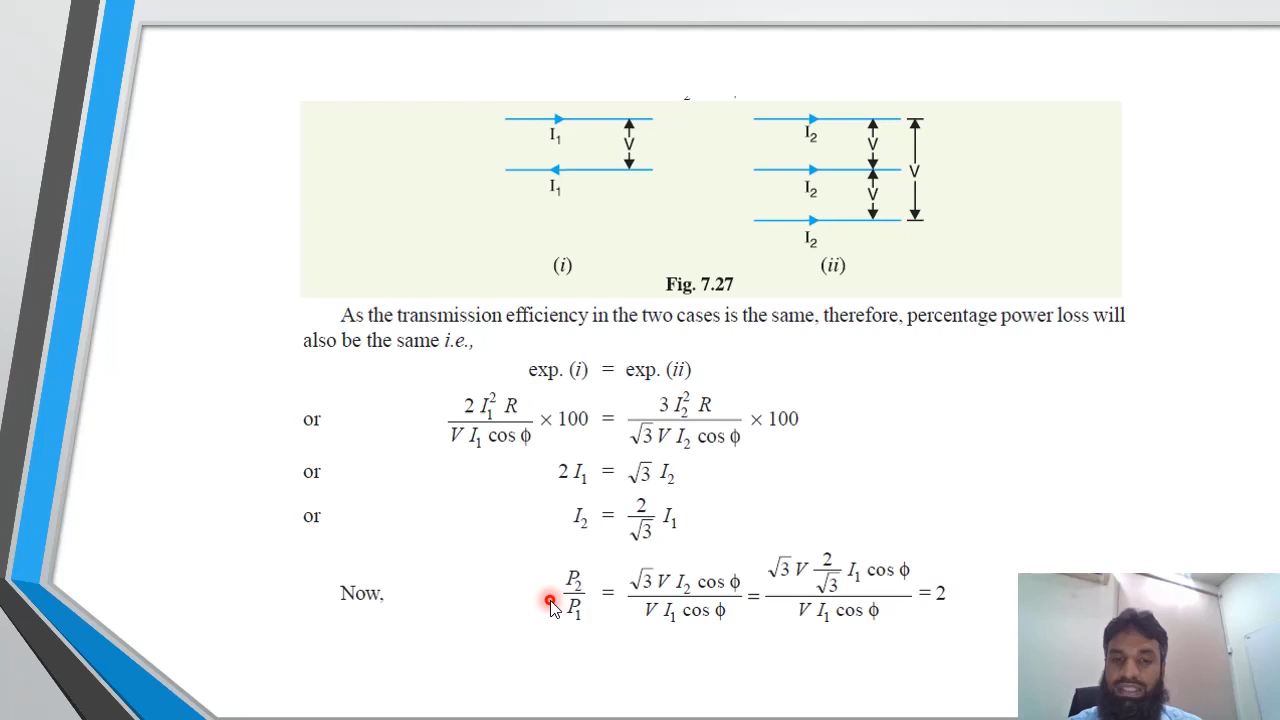 I₁ V I₂ V V
I₁ I₂ V
I₂
(i) (ii)
Fig. 7.27
As the transmission efficiency in the two cases is the same, therefore, percentage power loss will
also be the same i.e.,
exp. (i) = exp. (ii)
or 2 I₁² R / V I₁ cos ϕ × 100 = 3 I₂² R / √3 V I₂ cos ϕ × 100
or 2 I₁ = √3 I₂
or I₂ = 2/√3 I₁
Now, P₂/P₁ = √3 V I₂ cos ϕ / V I₁ cos ϕ = √3 V 2/√3 I₁ cos ϕ / V I₁ cos ϕ = 2